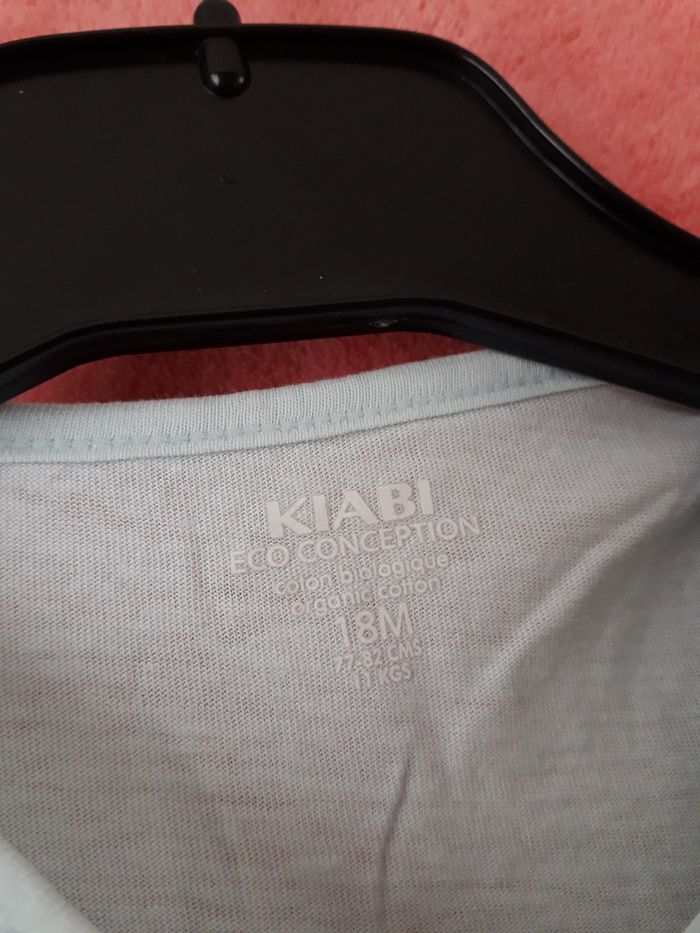 KIABI
ECO CONCEPTION
coton biologique
organic cotton
18M
77-82 CMS
11 KGS